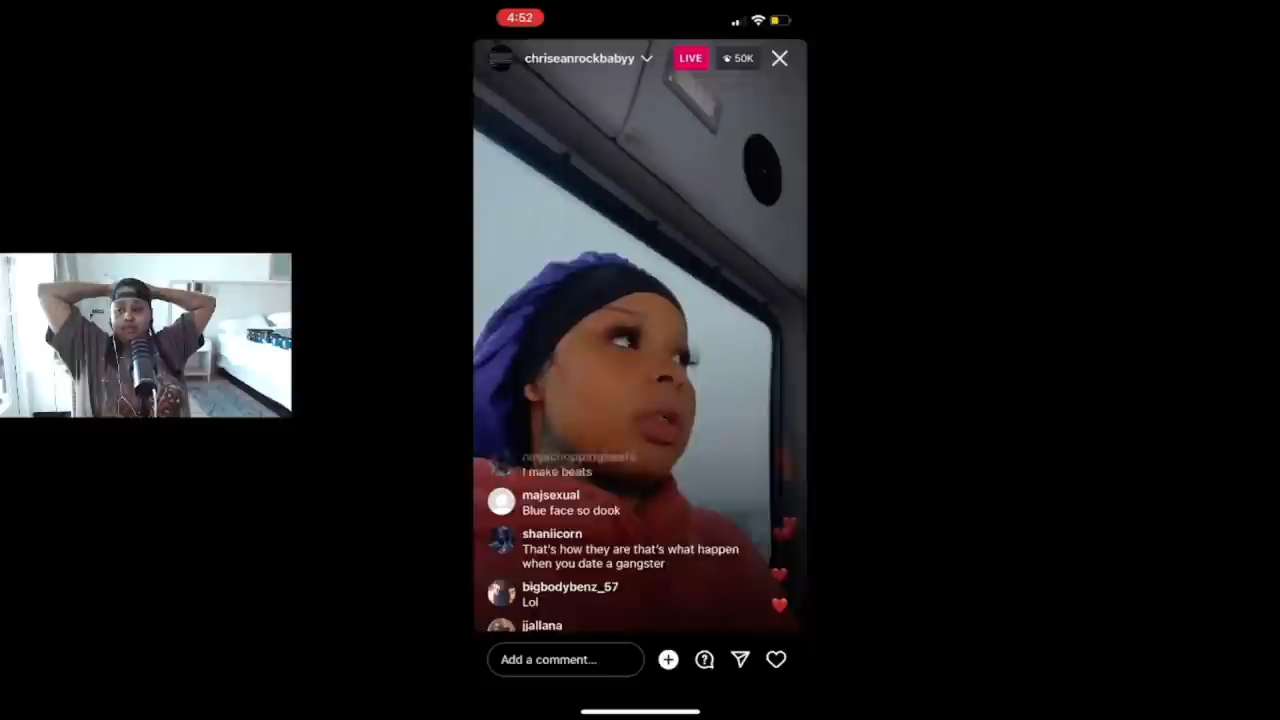 4:52
chriseanrockbabyy
LIVE
50K
I make beats
majsexual
Blue face so dook
shaniicorn
That's how they are that's what happen
when you date a gangster
bigbodybenz_57
Lol
jjallana
Add a comment...